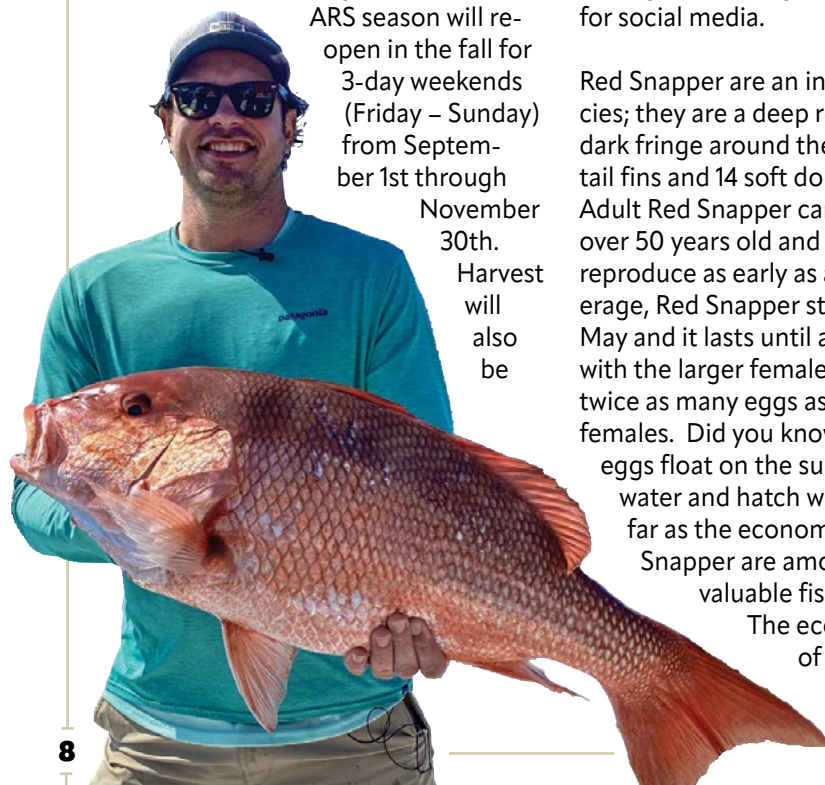 ARS season will re-
open in the fall for
3-day weekends
(Friday – Sunday)
from Septem-
ber 1st through
November
30th.
Harvest
will
also
be
patagonia
8
for social media.
Red Snapper are an in
cies; they are a deep r
dark fringe around the
tail fins and 14 soft do
Adult Red Snapper ca
over 50 years old and
reproduce as early as a
erage, Red Snapper st
May and it lasts until a
with the larger female
twice as many eggs as
females. Did you know
eggs float on the su
water and hatch w
far as the econom
Snapper are amo
valuable fis
The eco
of